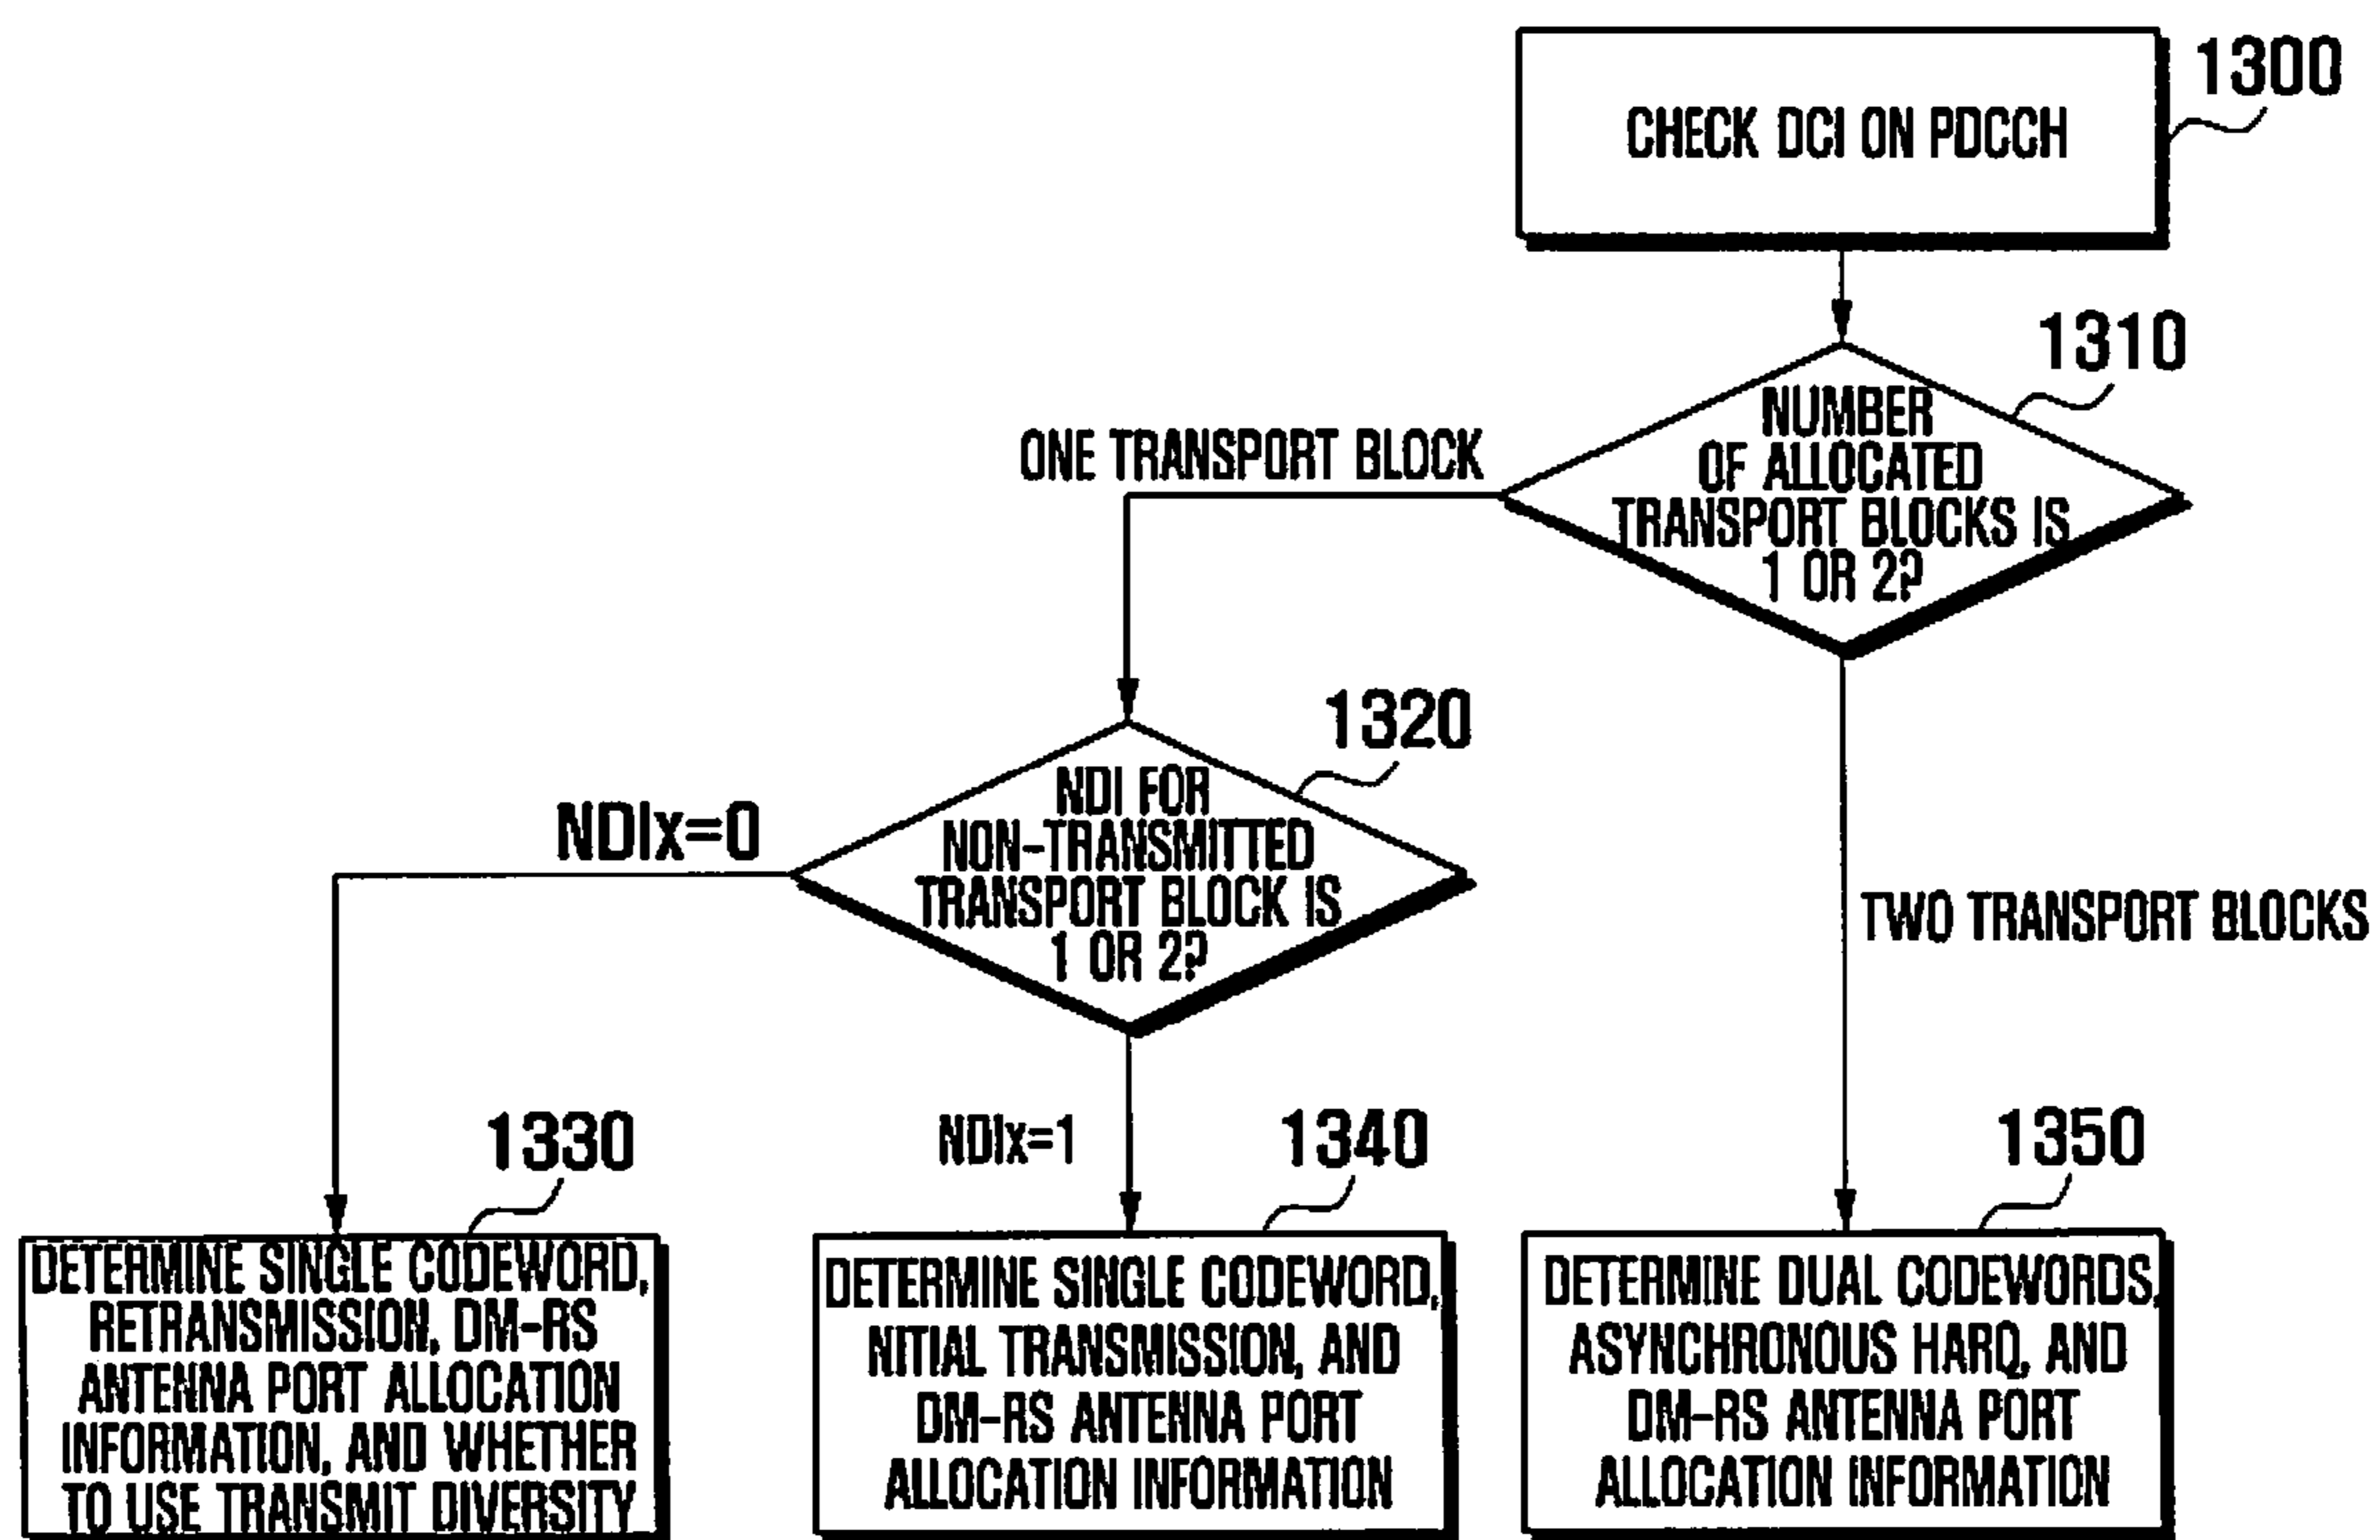 CHECK DCI ON PDCCH
1300
1310
NUMBER
OF ALLOCATED
TRANSPORT BLOCKS IS
1 OR 2?
ONE TRANSPORT BLOCK
1320
NDI FOR
NON-TRANSMITTED
TRANSPORT BLOCK IS
1 OR 2?
NDIx=0
TWO TRANSPORT BLOCKS
1330
NDIx=1
1340
1350
DETERMINE SINGLE CODEWORD,
RETRANSMISSION, DM-RS
ANTENNA PORT ALLOCATION
INFORMATION, AND WHETHER
TO USE TRANSMIT DIVERSITY
DETERMINE SINGLE CODEWORD,
NITIAL TRANSMISSION, AND
DM-RS ANTENNA PORT
ALLOCATION INFORMATION
DETERMINE DUAL CODEWORDS,
ASYNCHRONOUS HARQ, AND
DM-RS ANTENNA PORT
ALLOCATION INFORMATION